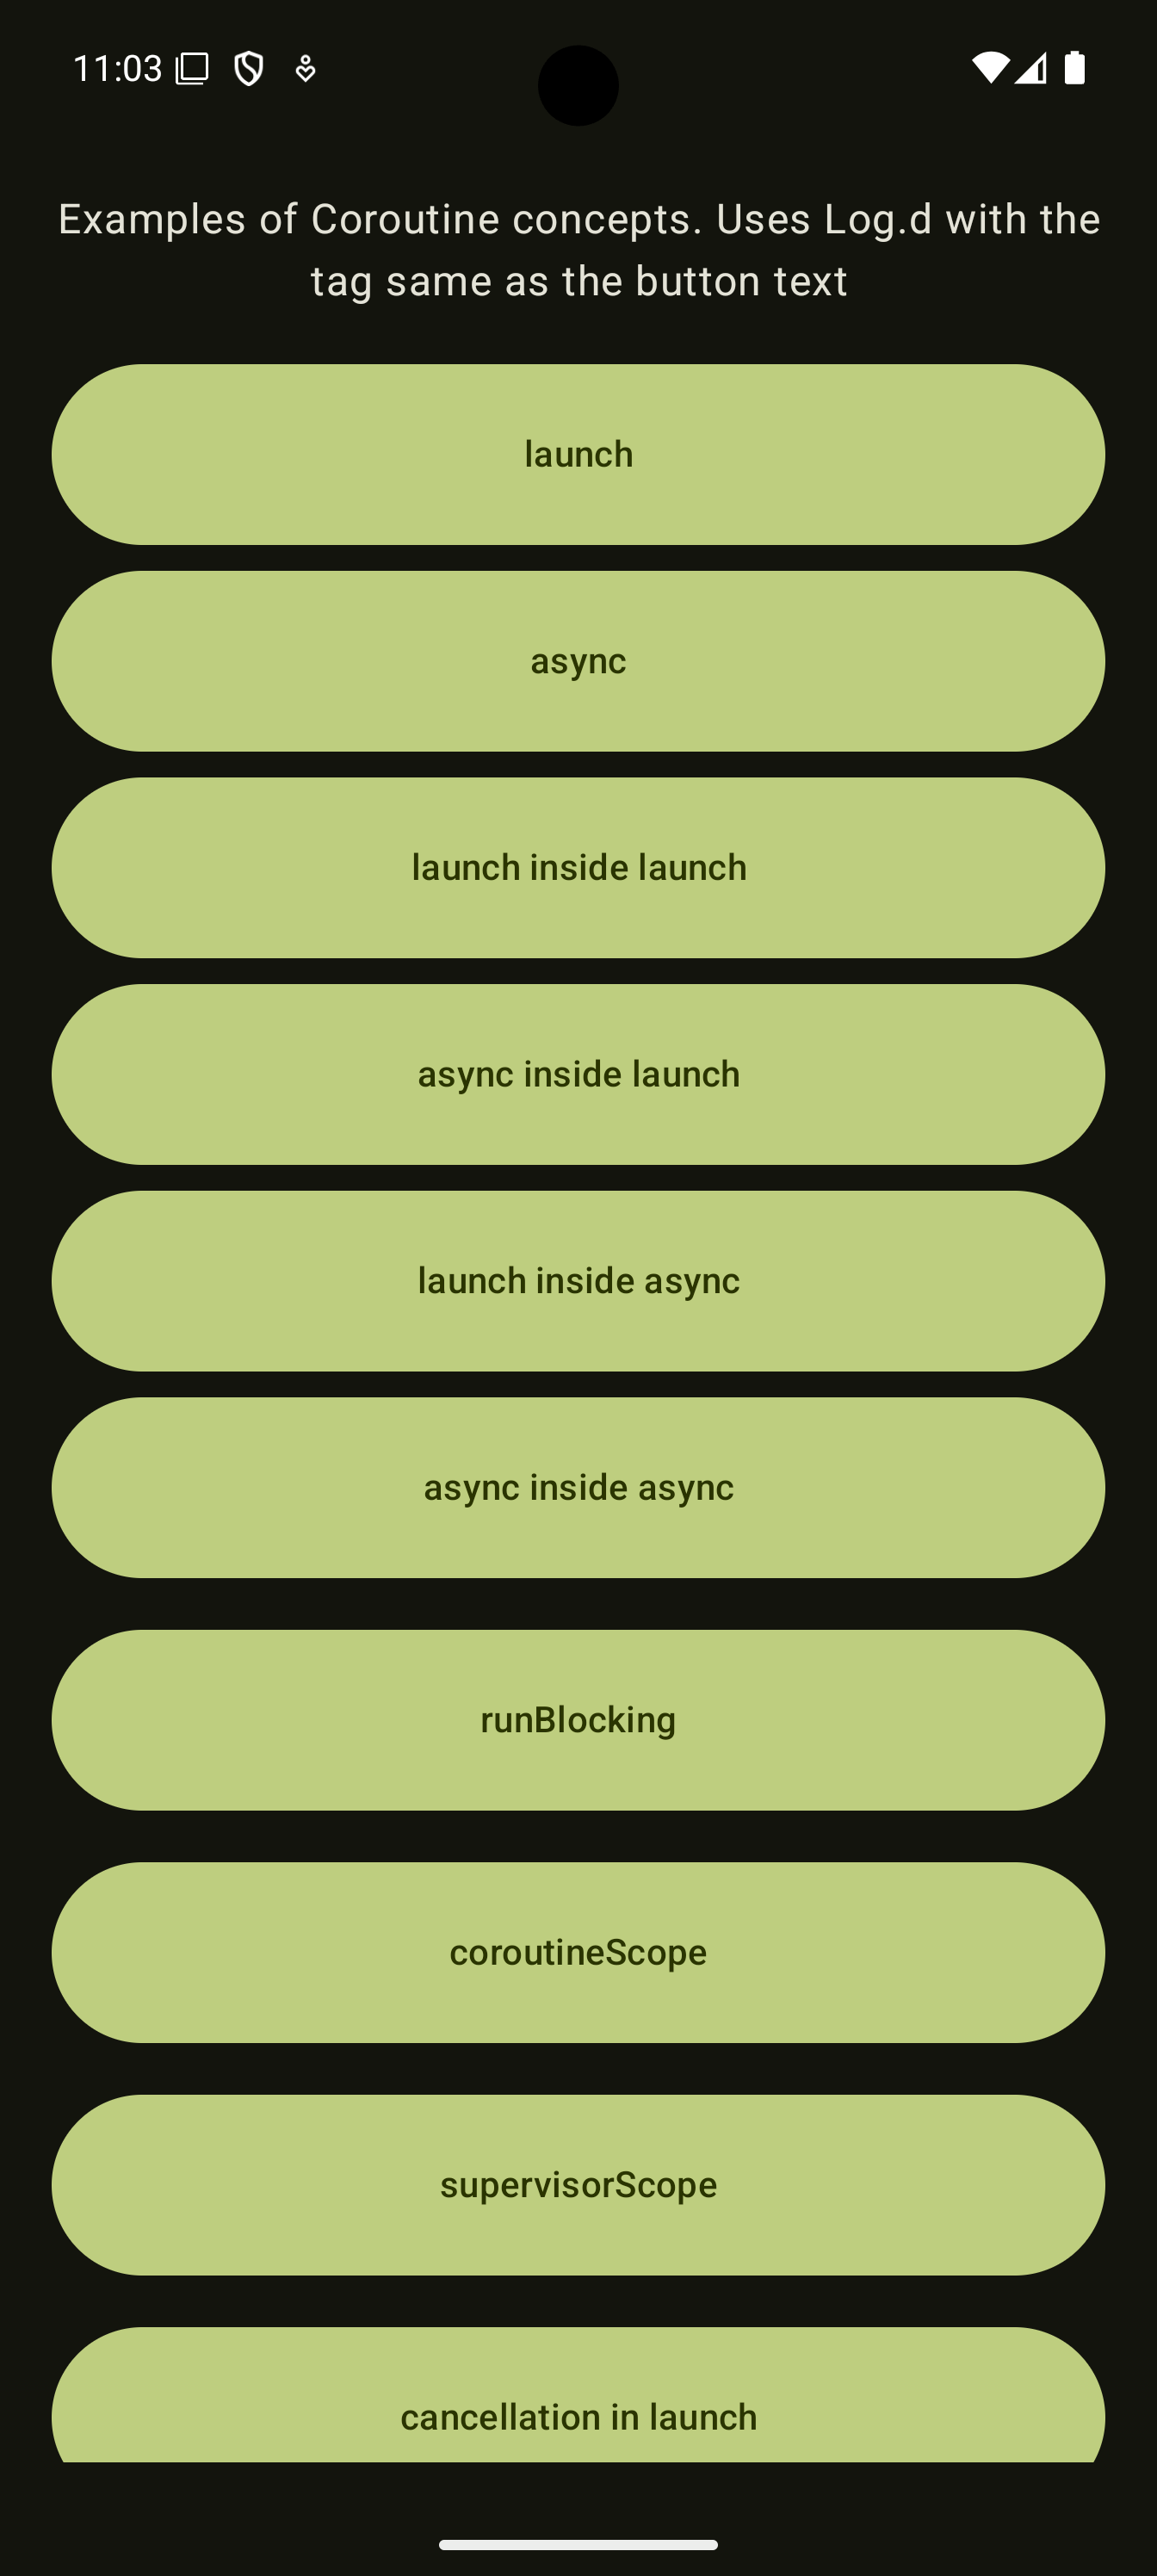 11:03
Examples of Coroutine concepts. Uses Log.d with the
tag same as the button text
launch
async
launch inside launch
async inside launch
launch inside async
async inside async
runBlocking
coroutineScope
supervisorScope
cancellation in launch